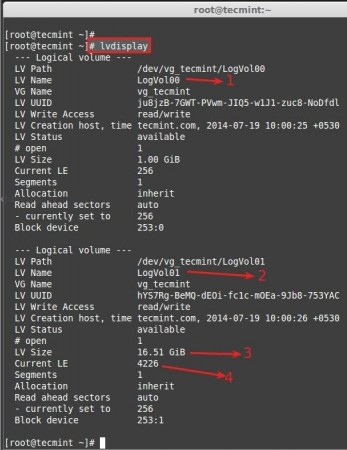 root@tecmint:~
[root@tecmint ~]#
[root@tecmint ~]# lvdisplay
--- Logical volume ---
LV Path /dev/vg_tecmint/LogVol00
LV Name LogVol00 1
VG Name vg_tecmint
LV UUID ju8jzB-7GWT-PVwm-JIQ5-w1J1-zuc8-NoDfdl
LV Write Access read/write
LV Creation host, time tecmint.com, 2014-07-19 10:00:25 +0530
LV Status available
# open 1
LV Size 1.00 GiB
Current LE 256
Segments 1
Allocation inherit
Read ahead sectors auto
- currently set to 256
Block device 253:0
--- Logical volume ---
LV Path /dev/vg_tecmint/LogVol01
LV Name LogVol01 2
VG Name vg_tecmint
LV UUID hYS7Rg-BeMQ-dEOi-fc1c-mOEa-9Jb8-753YAC
LV Write Access read/write
LV Creation host, time tecmint.com, 2014-07-19 10:00:26 +0530
LV Status available
# open 1
LV Size 16.51 GiB 3
Current LE 4226
Segments 1 4
Allocation inherit
Read ahead sectors auto
- currently set to 256
Block device 253:1
[root@tecmint ~]#